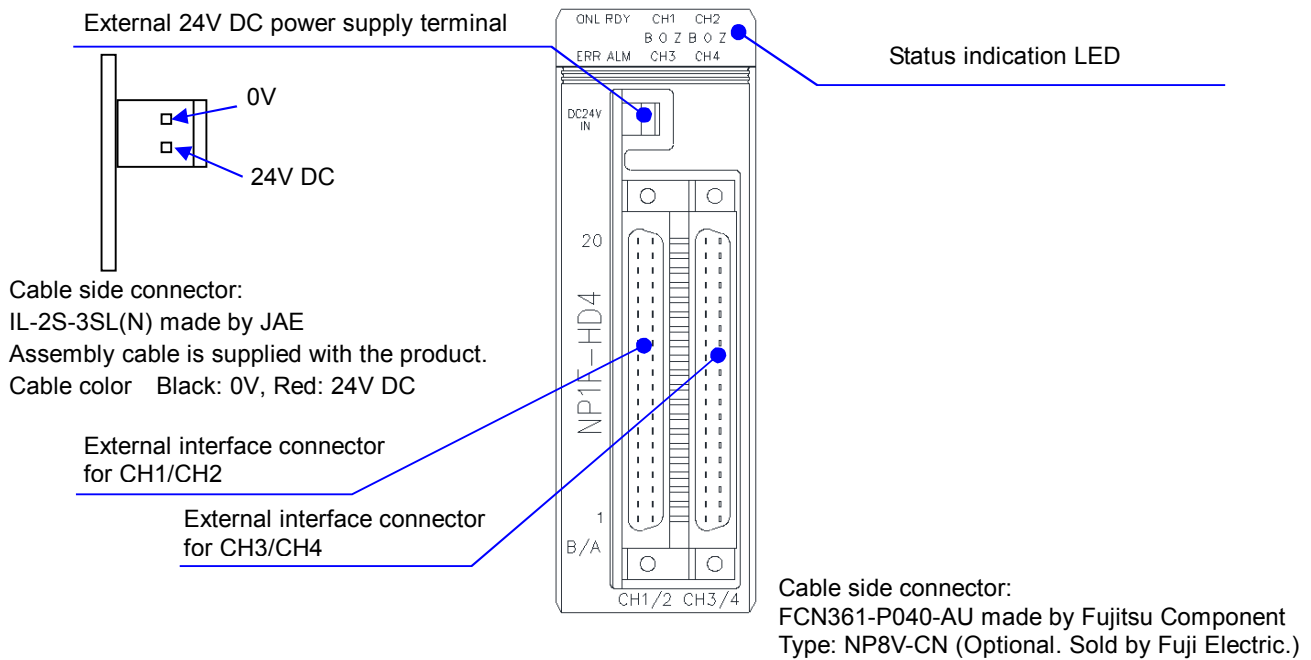 External 24V DC power supply terminal
ONL RDY CH1 CH2
B O Z B O Z
ERR ALM CH3 CH4
Status indication LED
0V
24V DC
DC24V
IN
20
NP1F-HD4
1
B/A
CH1/2 CH3/4
Cable side connector:
IL-2S-3SL(N) made by JAE
Assembly cable is supplied with the product.
Cable color Black: 0V, Red: 24V DC
External interface connector
for CH1/CH2
External interface connector
for CH3/CH4
Cable side connector:
FCN361-P040-AU made by Fujitsu Component
Type: NP8V-CN (Optional. Sold by Fuji Electric.)